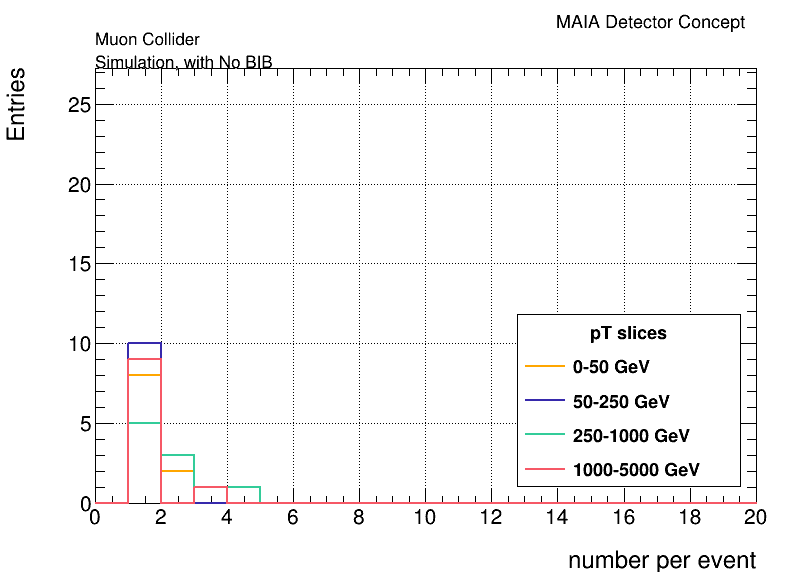 MAIA Detector Concept
Muon Collider
Simulation, with No BIB
Entries
25
20
15
10
5
0
pT slices
0-50 GeV
50-250 GeV
250-1000 GeV
1000-5000 GeV
0 2 4 6 8 10 12 14 16 18 20
number per event